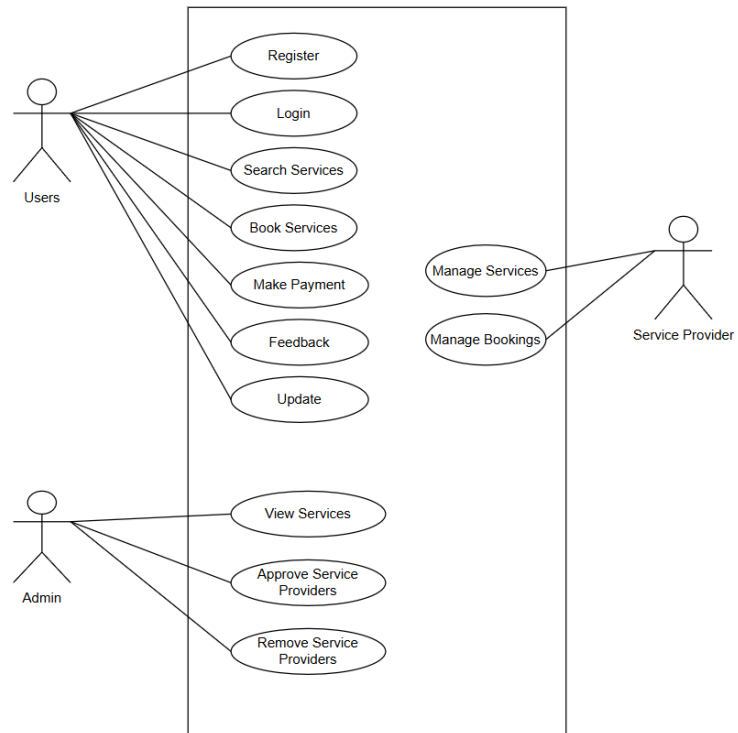 Register
Login
Search Services
Book Services
Make Payment
Feedback
Update
Users
Manage Services
Manage Bookings
Service Provider
View Services
Approve Service
Providers
Remove Service
Providers
Admin